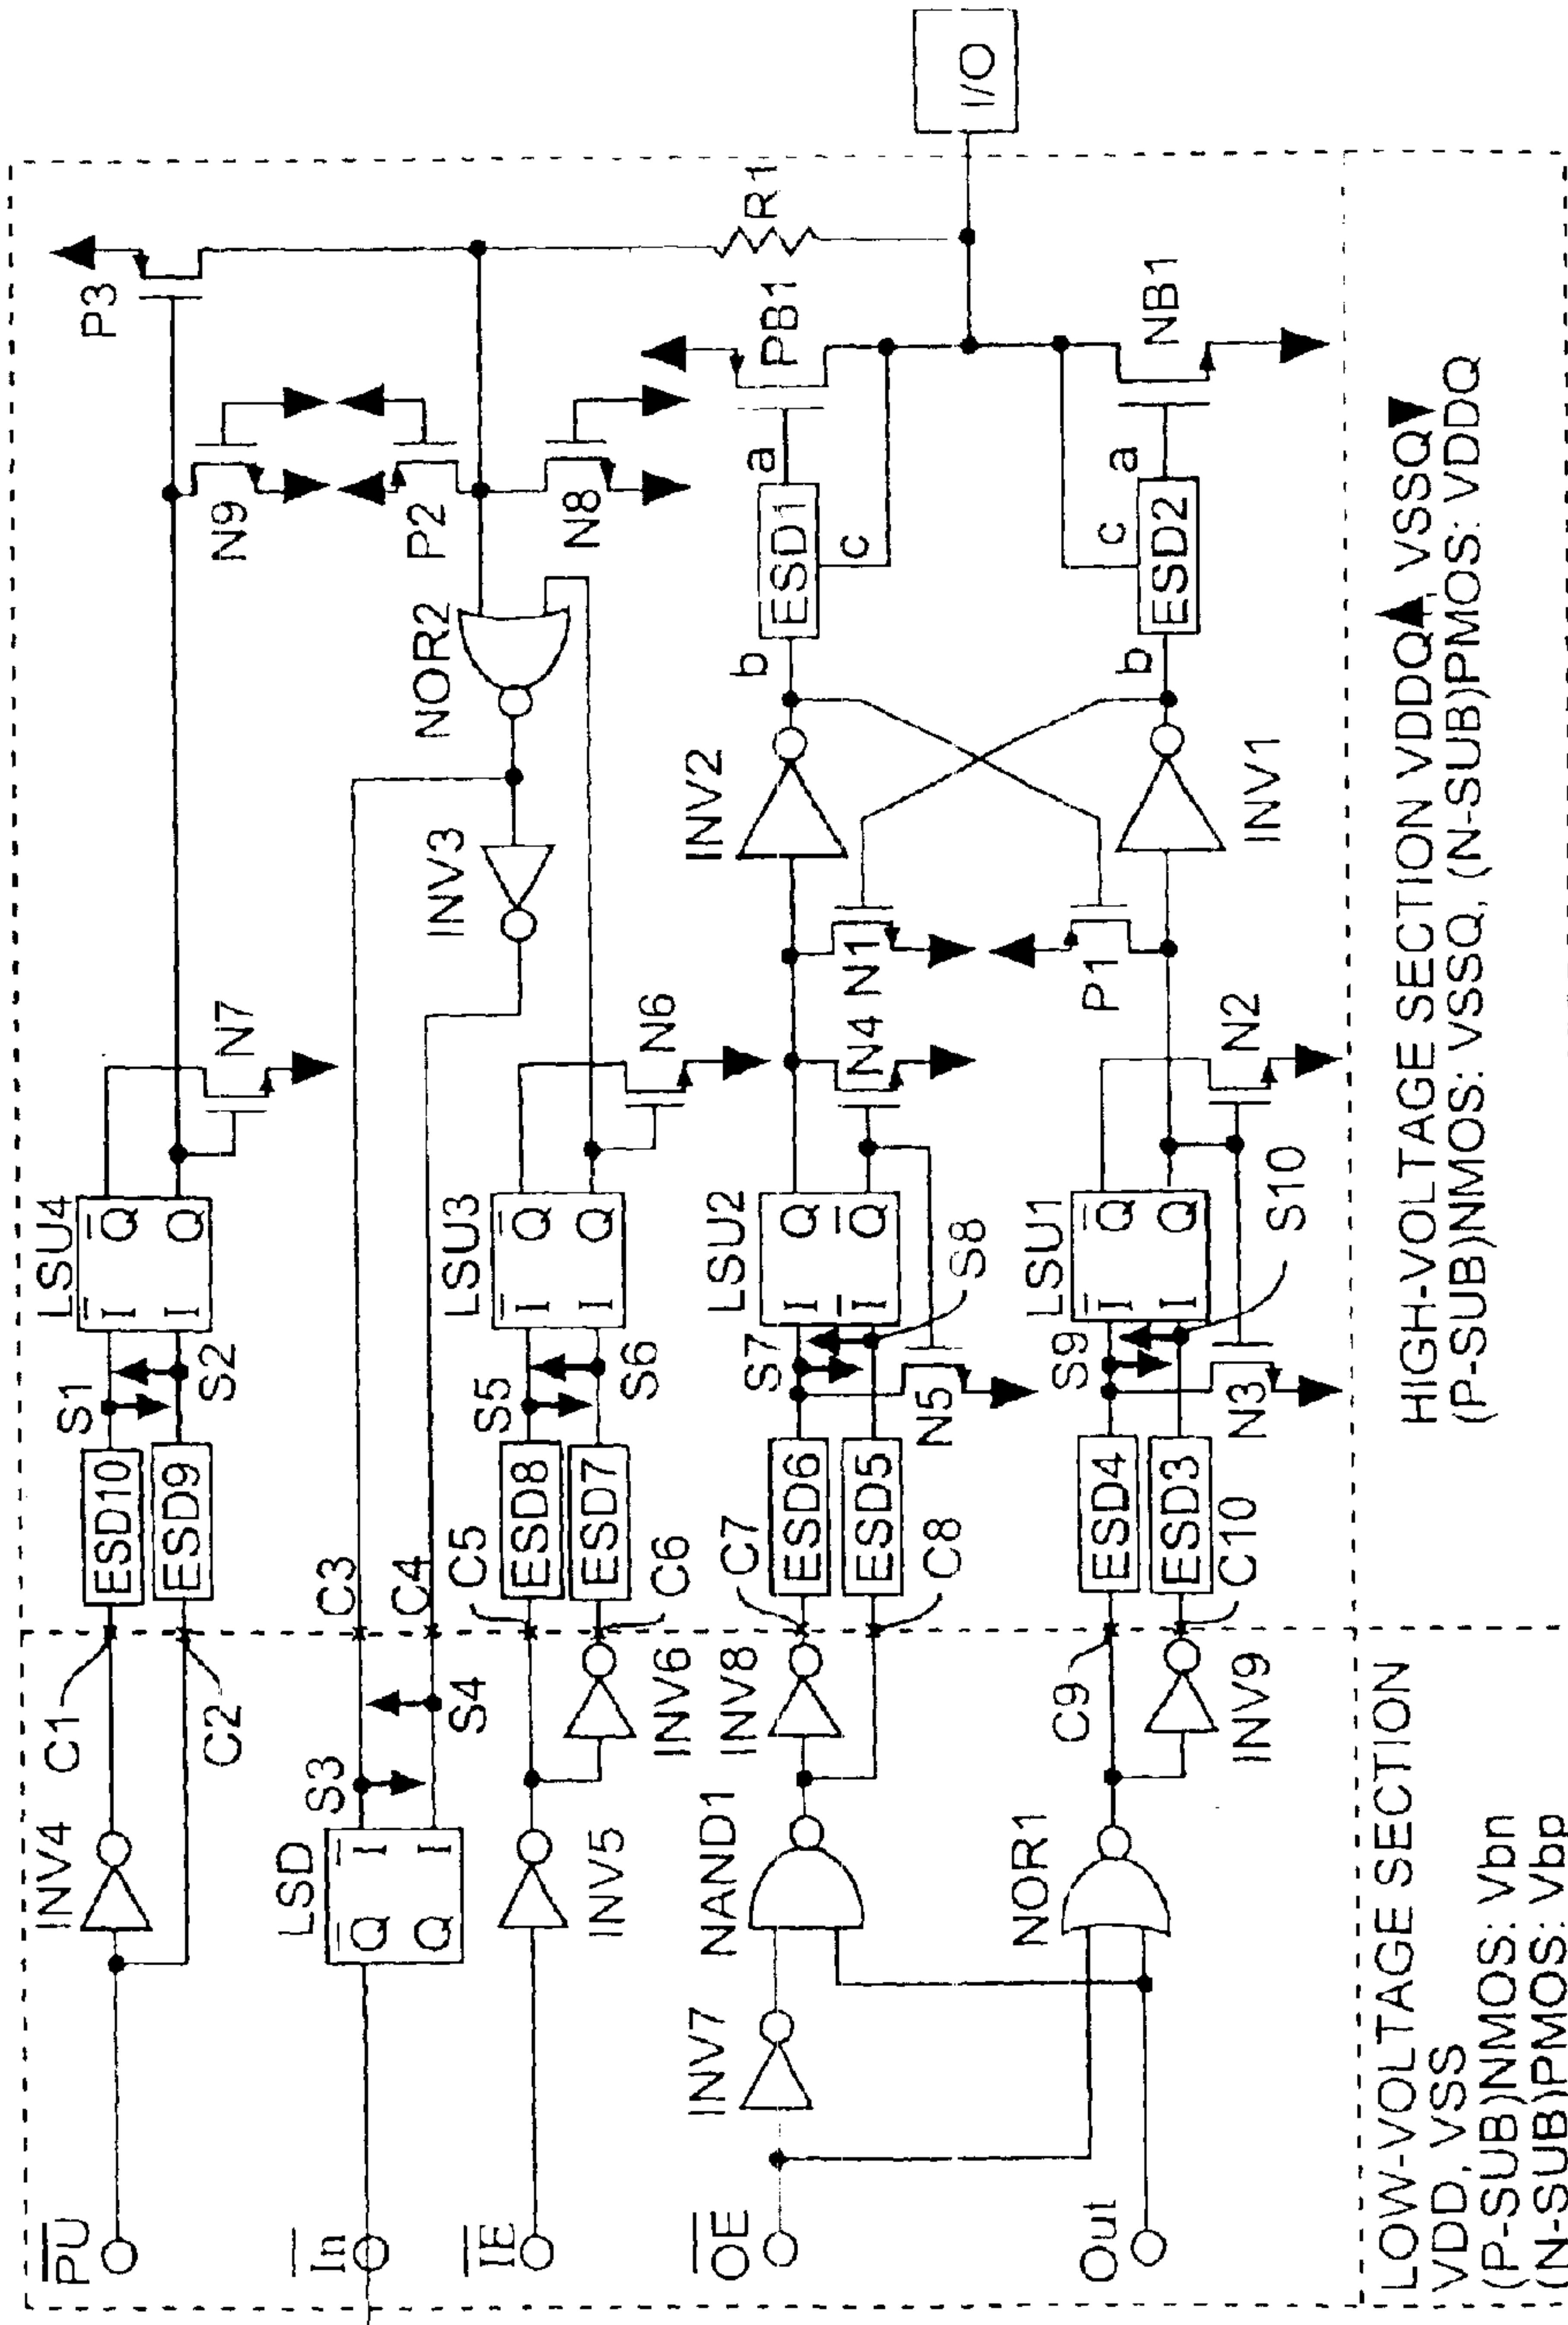 PU
In
IE
OE
Out
INV4
C1
C2
ESD10
ESD9
S1
S2
LSU4
I
I
Q
Q
N7
N9
P3
LSD
Q
Q
I
I
S3
S4
C3
C4
INV3
NOR2
P2
N8
R1
INV5
INV6
C5
C6
ESD8
ESD7
S5
S6
LSU3
I
I
Q
Q
N6
INV7
NAND1
INV8
C7
C8
ESD6
ESD5
S7
S8
N5
LSU2
I
I
Q
Q
N4
N1
INV2
b
ESD1
a
c
PB1
I/O
NOR1
INV9
C9
C10
ESD4
ESD3
S9
S10
N3
LSU1
I
I
Q
Q
N2
P1
INV1
b
ESD2
a
c
NB1
LOW-VOLTAGE SECTION
VDD, VSS
(P-SUB)NMOS: Vbn
(N-SUB)PMOS: Vbp
HIGH-VOLTAGE SECTION VDDQ▲, VSSQ▼
(P-SUB)NMOS: VSSQ, (N-SUB)PMOS: VDDQ